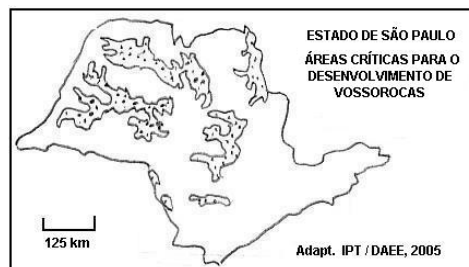 ESTADO DE SÃO PAULO
ÁREAS CRÍTICAS PARA O
DESENVOLVIMENTO DE
VOSSOROCAS
125 km
Adapt. IPT / DAEE, 2005